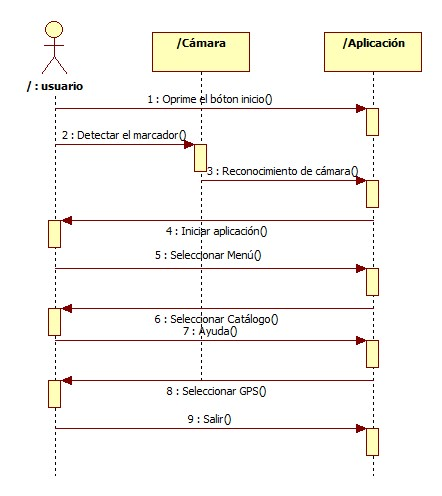 /Cámara
/Aplicación
/ : usuario
1 : Oprime el bóton inicio()
2 : Detectar el marcador()
3 : Reconocimiento de cámara()
4 : Iniciar aplicación()
5 : Seleccionar Menú()
6 : Seleccionar Catálogo()
7 : Ayuda()
8 : Seleccionar GPS()
9 : Salir()